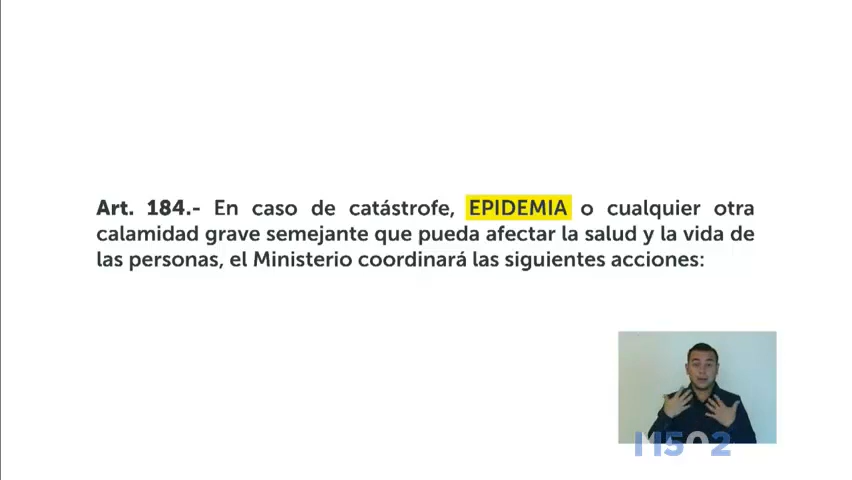 Art. 184.- En caso de catástrofe, EPIDEMIA o cualquier otra
calamidad grave semejante que pueda afectar la salud y la vida de
las personas, el Ministerio coordinará las siguientes acciones:
H502